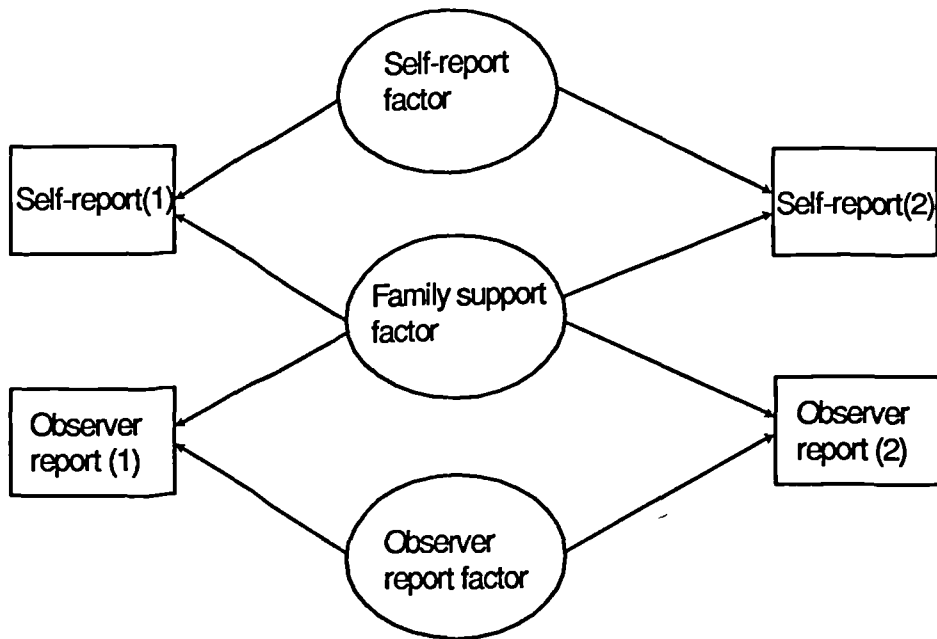 Self-report
factor
Self-report(1)
Self-report(2)
Family support
factor
Observer
report (1)
Observer
report (2)
Observer
report factor